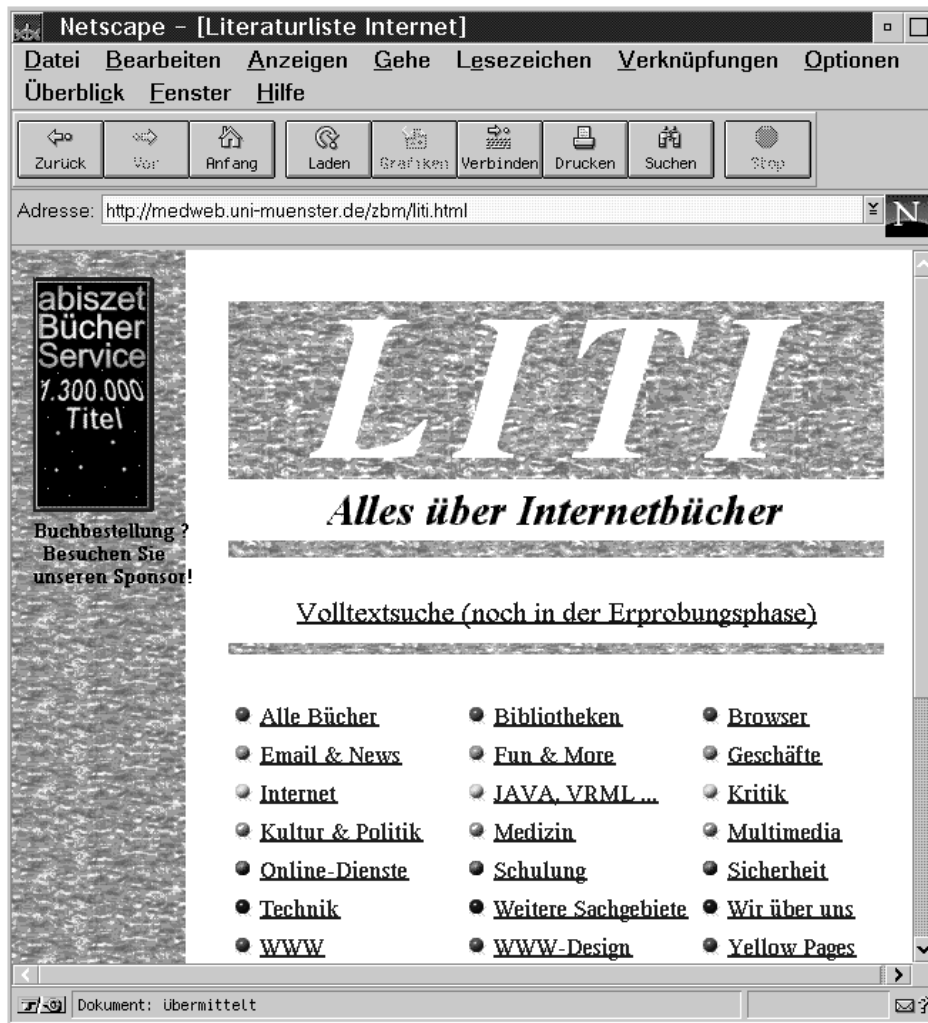 Netscape – [Literaturliste Internet]
Datei Bearbeiten Anzeigen Gehe Lesezeichen Verknüpfungen Optionen
Überblick Fenster Hilfe
Zurück Vor Anfang Laden Grafiken Verbinden Drucken Suchen Stop
Adresse: http://medweb.uni-muenster.de/zbm/liti.html
N
abiszet
Bücher
Service
1.300.000
Titel
Buchbestellung ?
Besuchen Sie
unseren Sponsor!
LITI
Alles über Internetbücher
Volltextsuche (noch in der Erprobungsphase)
Alle Bücher Bibliotheken Browser
Email & News Fun & More Geschäfte
Internet JAVA, VRML ... Kritik
Kultur & Politik Medizin Multimedia
Online-Dienste Schulung Sicherheit
Technik Weitere Sachgebiete Wir über uns
WWW WWW-Design Yellow Pages
Dokument: übermittelt